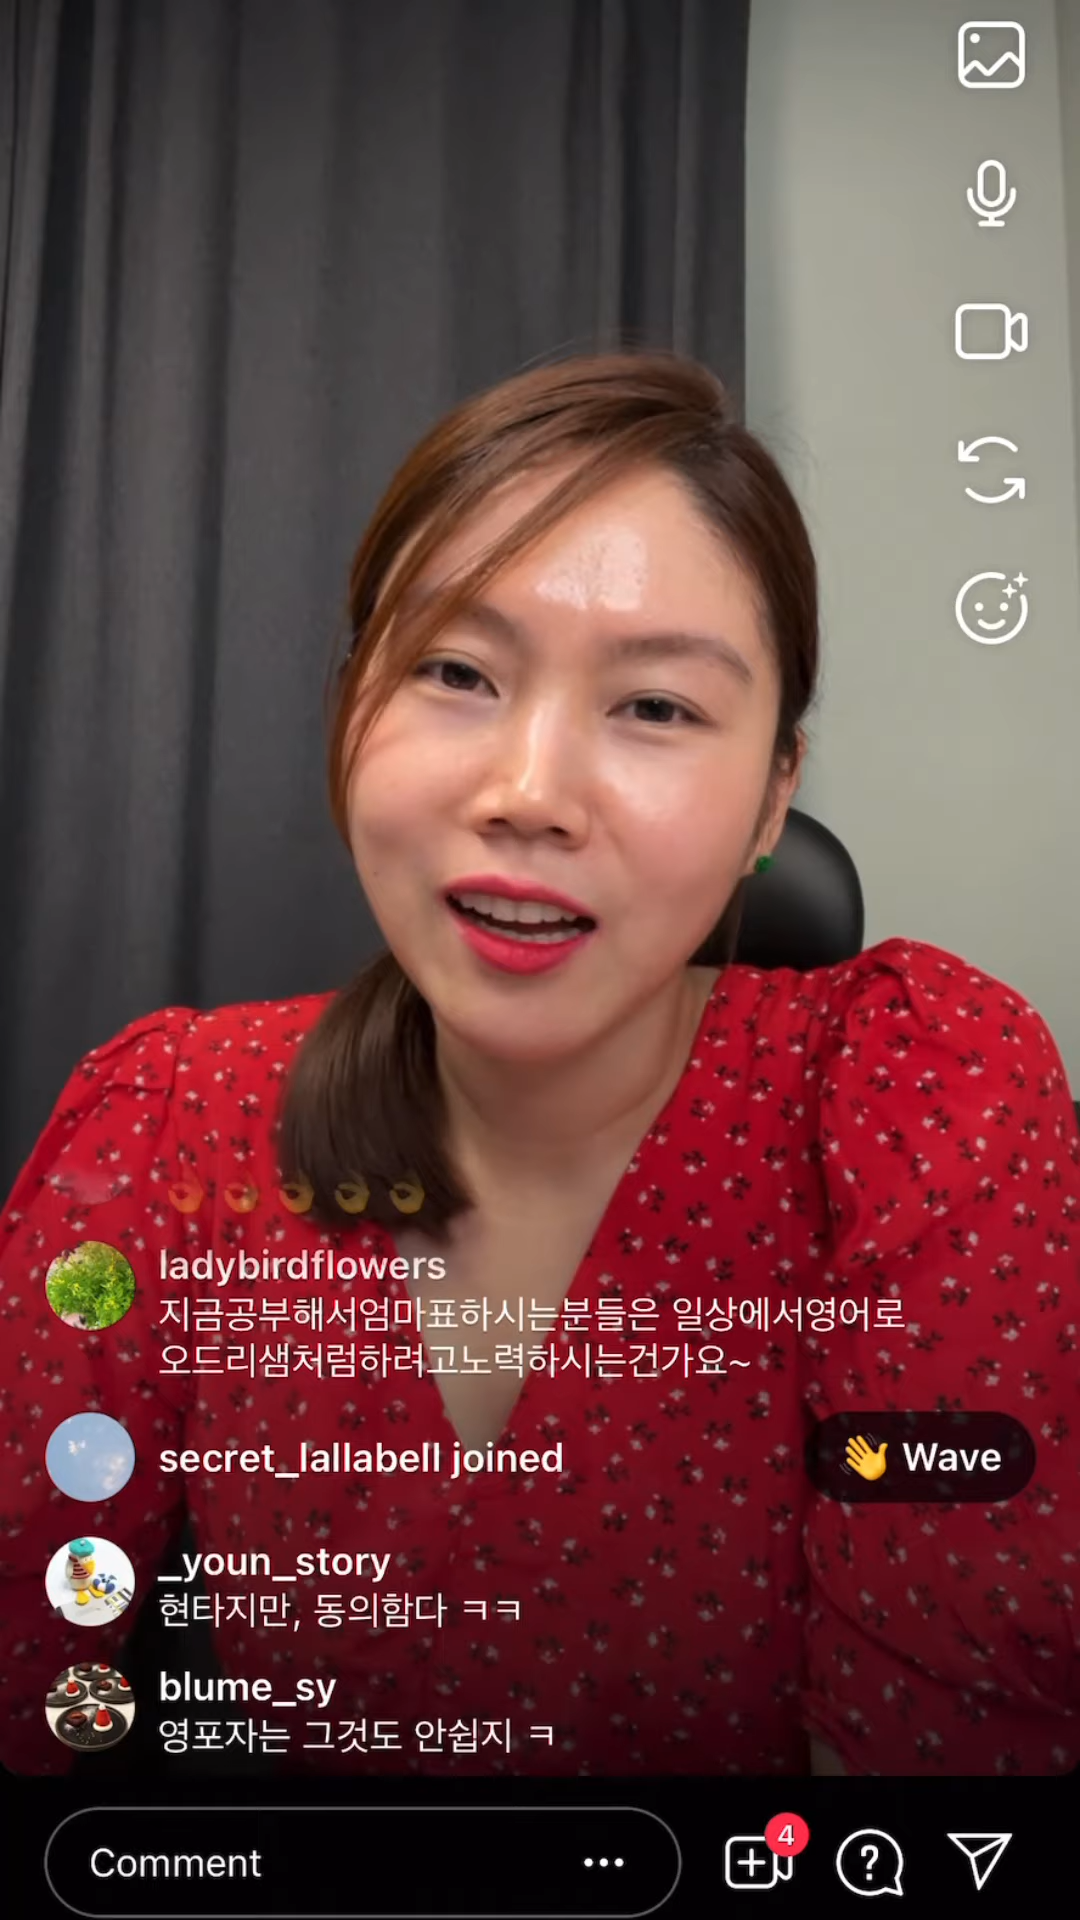 ladybirdflowers
지금공부해서엄마표하시는분들은 일상에서영어로
오드리샘처럼하려고노력하시는건가요~
secret_lallabell joined
👋 Wave
_youn_story
현타지만, 동의함다 ㅋㅋ
blume_sy
영포자는 그것도 안쉽지 ㅋ
Comment
4